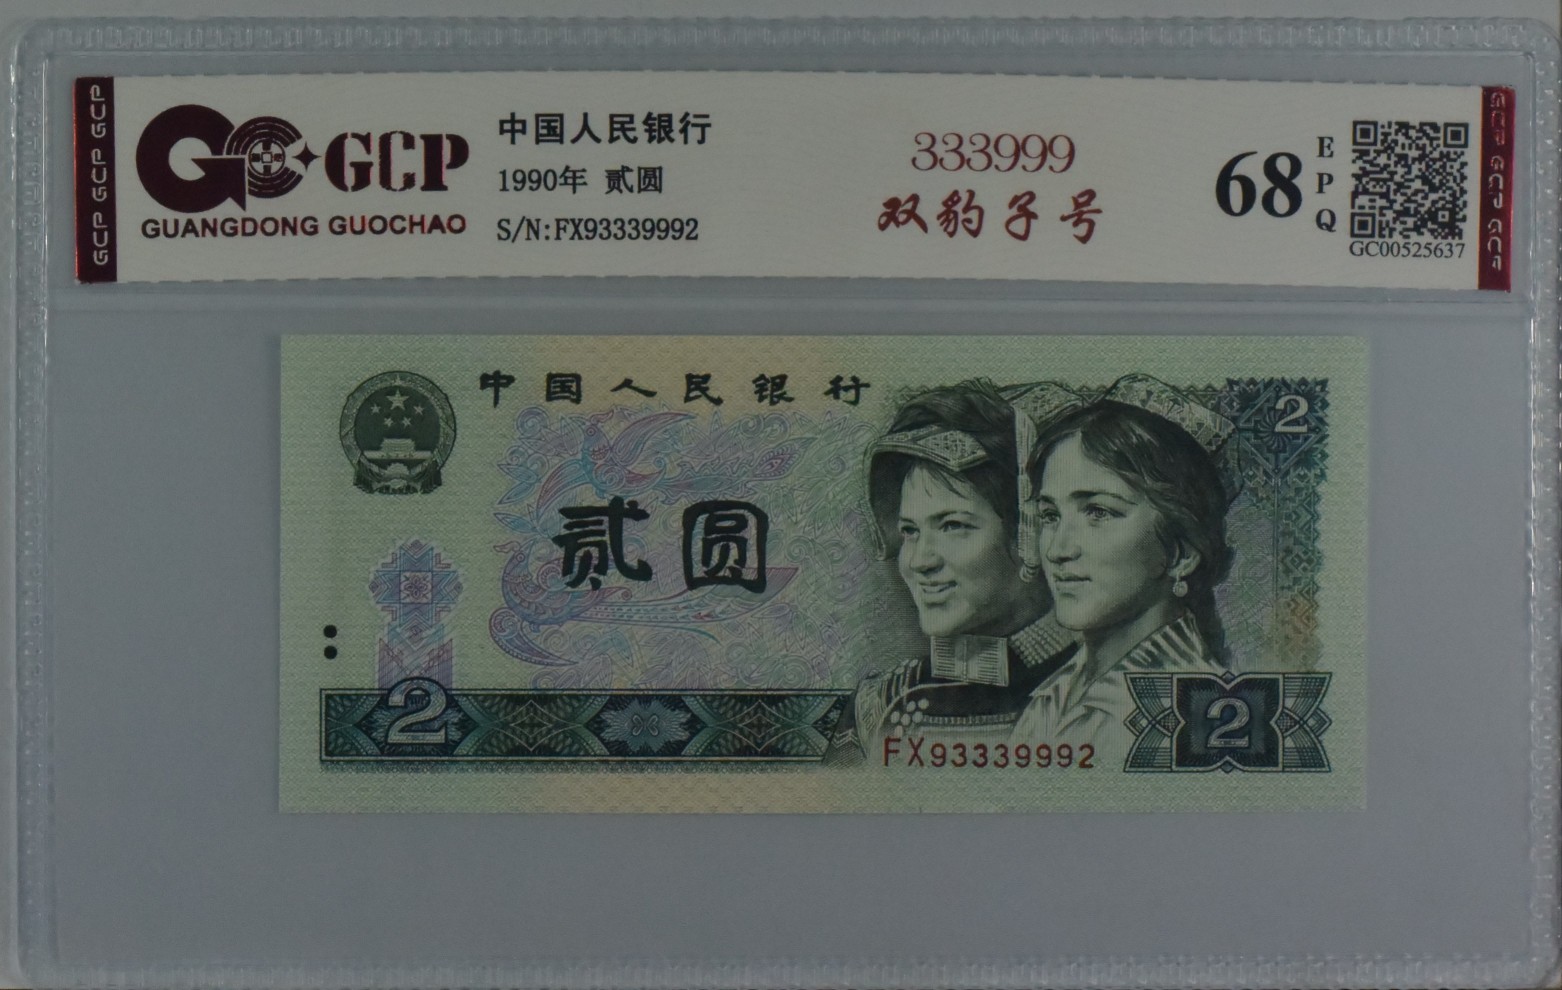 GCP GCP GCP
GCP
GUANGDONG GUOCHAO
中国人民银行
1990年 贰圆
S/N:FX93339992
333999
双豹子号
68
EPQ
GC00525637
GCP GCP GCP
中国人民银行
2
贰圆
2
FX93339992
2